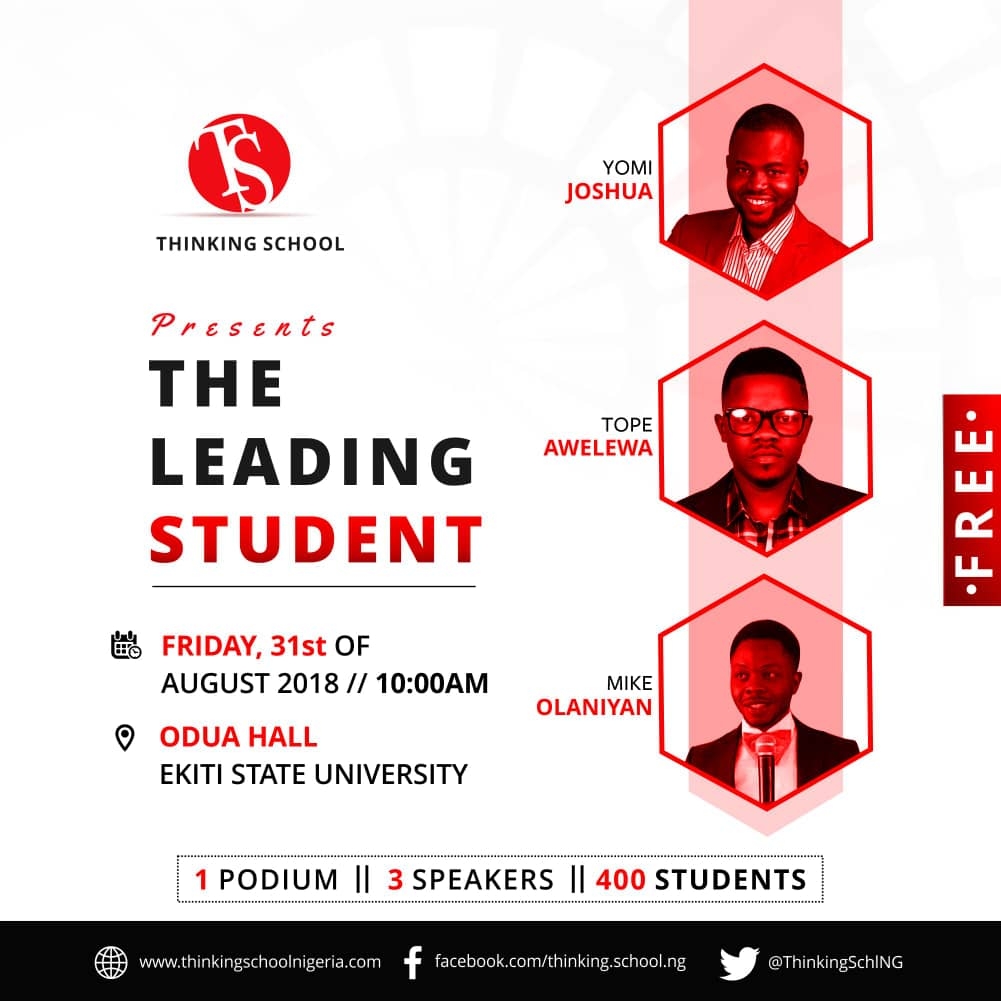 TS
THINKING SCHOOL
Presents
THE
LEADING
STUDENT
FRIDAY, 31st OF
AUGUST 2018 // 10:00AM
ODUA HALL
EKITI STATE UNIVERSITY
YOMI
JOSHUA
TOPE
AWELEWA
MIKE
OLANIYAN
•FREE•
1 PODIUM || 3 SPEAKERS || 400 STUDENTS
www.thinkingschoolnigeria.com facebook.com/thinking.school.ng @ThinkingSchlNG